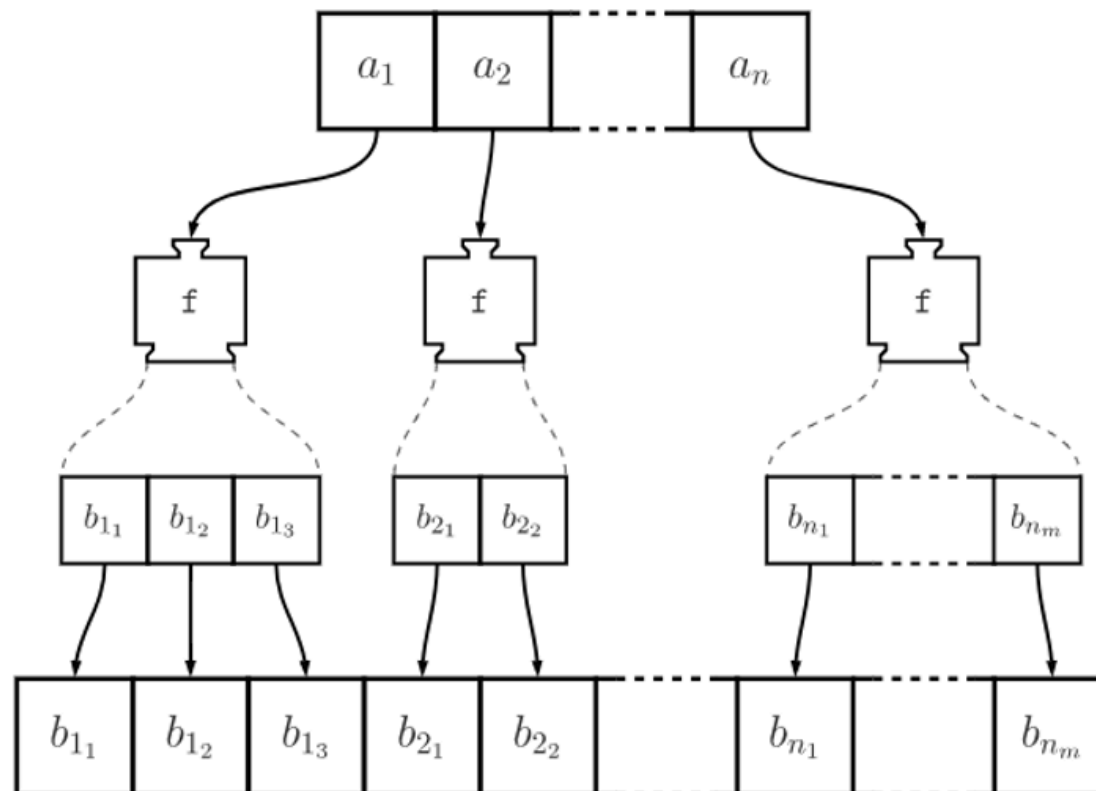 a₁ a₂ aₙ
f f f
b₁₁ b₁₂ b₁₃ b₂₁ b₂₂ bₙ₁ bₙₘ
b₁₁ b₁₂ b₁₃ b₂₁ b₂₂ bₙ₁ bₙₘ